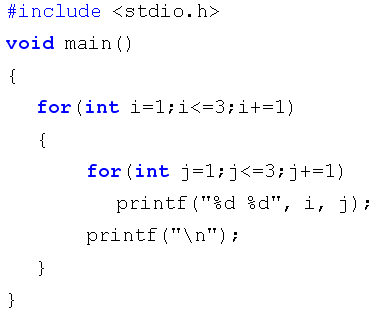 #include <stdio.h>
void main()
{
for(int i=1;i<=3;i+=1)
{
for(int j=1;j<=3;j+=1)
printf("%d %d", i, j);
printf("\n");
}
}